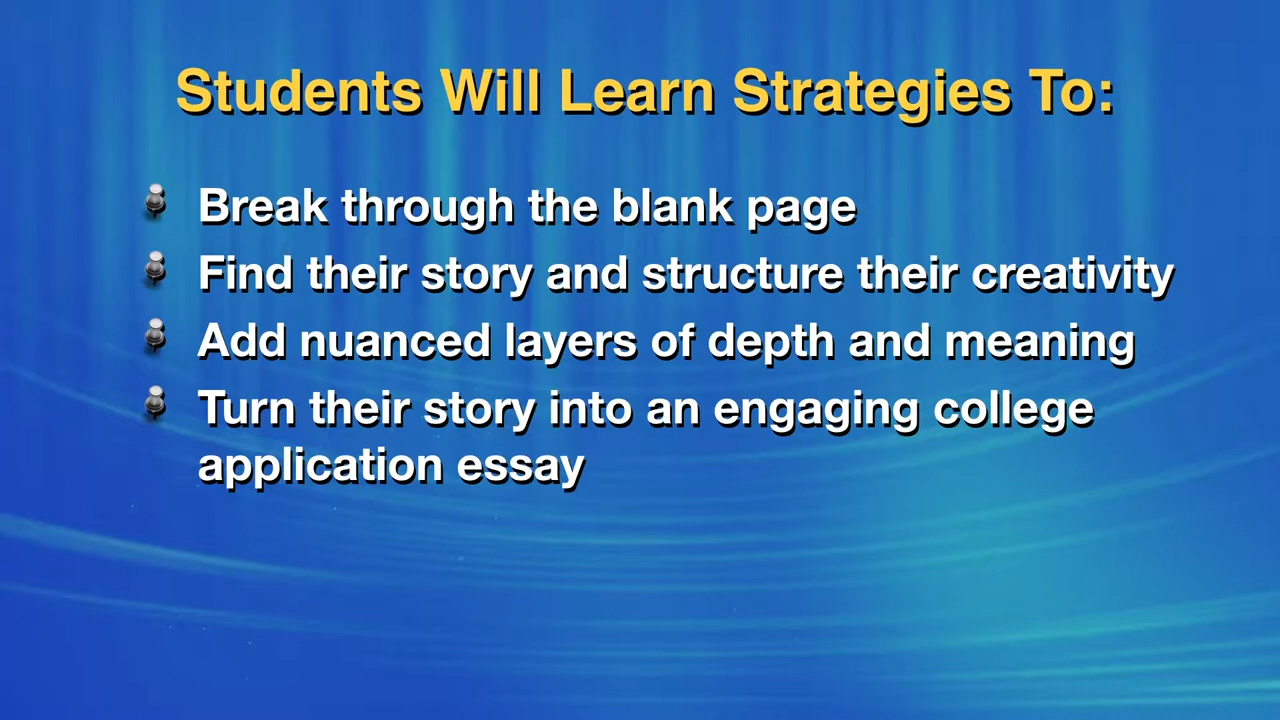 Students Will Learn Strategies To:
Break through the blank page
Find their story and structure their creativity
Add nuanced layers of depth and meaning
Turn their story into an engaging college
application essay